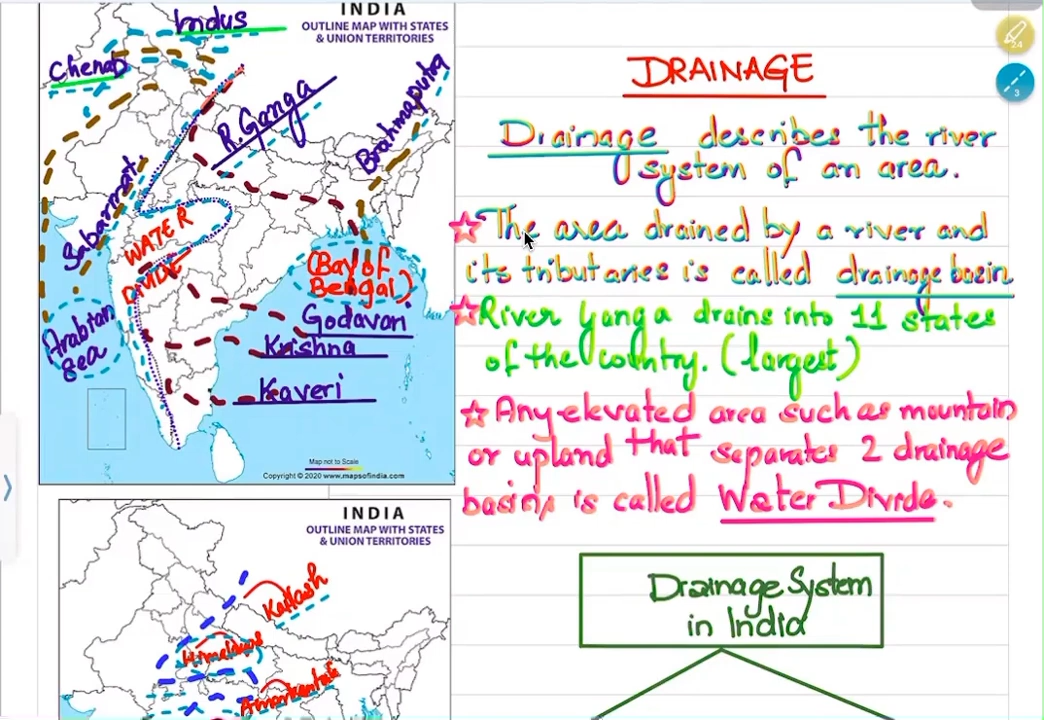 INDIA
OUTLINE MAP WITH STATES
& UNION TERRITORIES
Indus
Chenab
R. Ganga
Brahmaputra
Sabarmati
WATER
DIVIDE
(Bay of
Bengal)
Arabian
Sea
Godavari
Krishna
Kaveri
Map not to Scale
Copyright © 2020 www.mapsofindia.com
DRAINAGE
Drainage describes the river
system of an area.
The area drained by a river and
its tributaries is called drainage basin
River Ganga drains into 11 states
of the country. (largest)
Any elevated area such as mountain
or upland that separates 2 drainage
basins is called Water Divide.
INDIA
OUTLINE MAP WITH STATES
& UNION TERRITORIES
Kailash
Amarkantak
Drainage System
in India
24
3